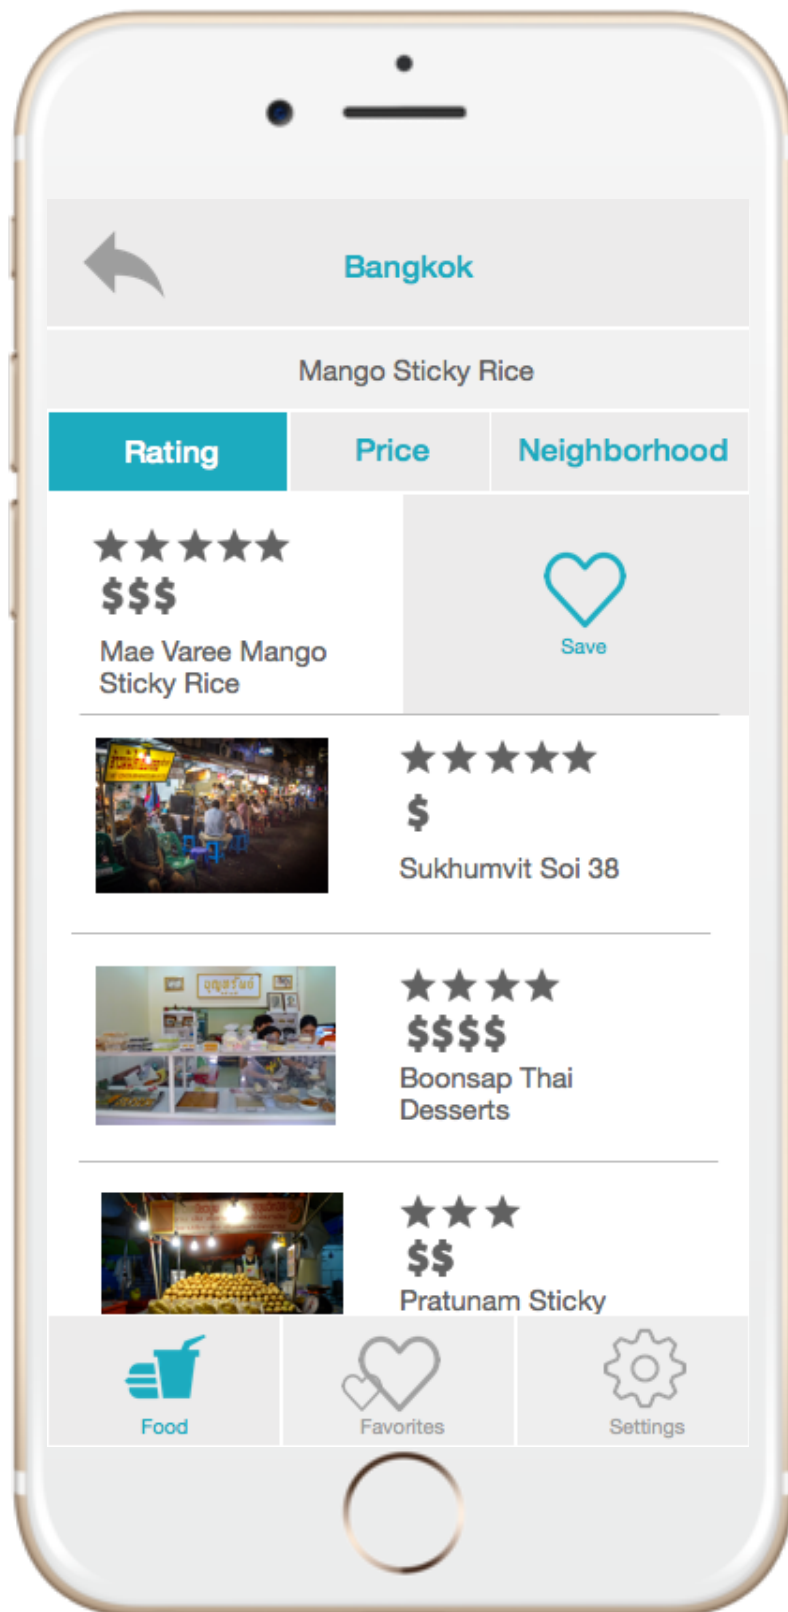 Bangkok
Mango Sticky Rice
Rating Price Neighborhood
$$$
Mae Varee Mango
Sticky Rice
Save
$
Sukhumvit Soi 38
$$$$
Boonsap Thai
Desserts
$$
Pratunam Sticky
Food Favorites Settings